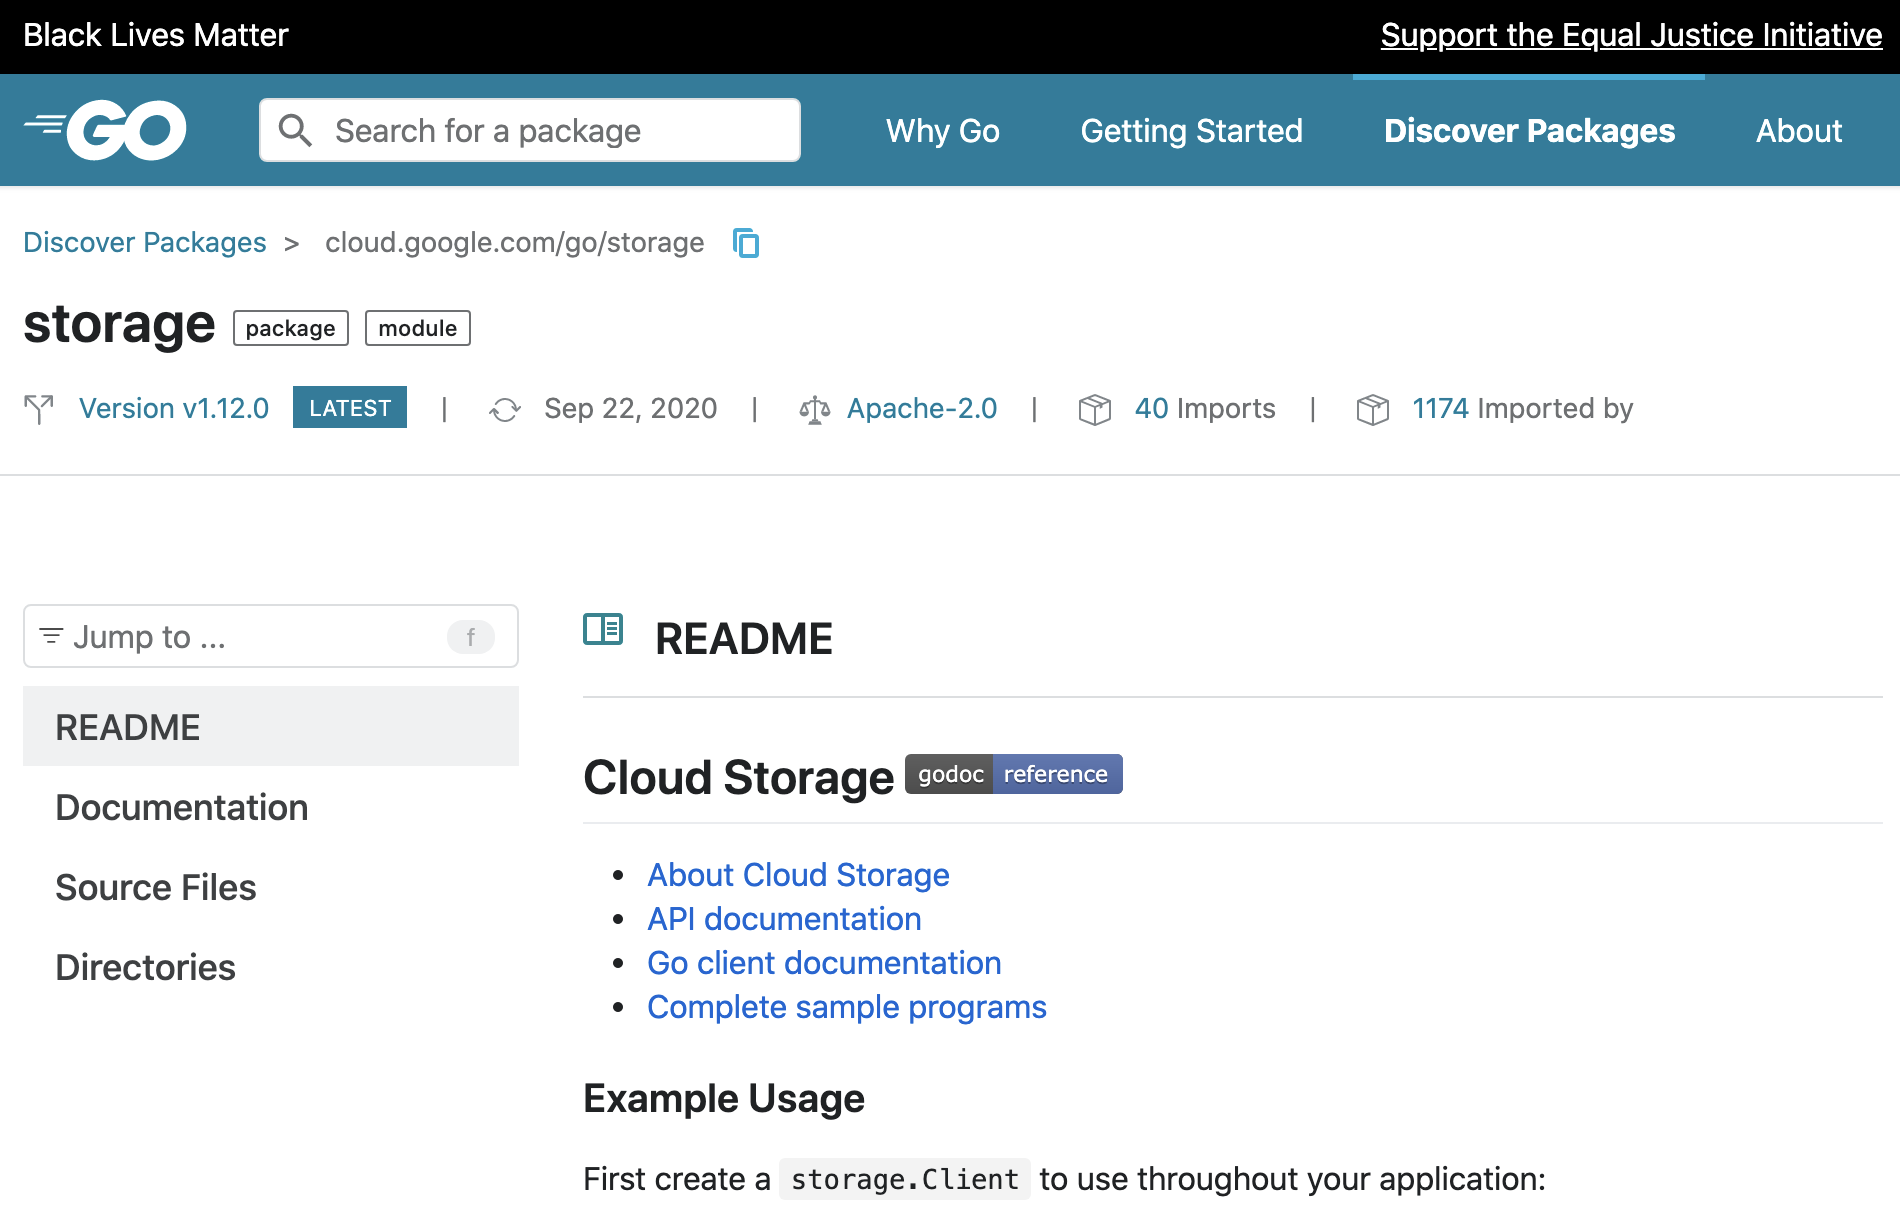 Black Lives Matter
Support the Equal Justice Initiative
GO
Search for a package
Why Go
Getting Started
Discover Packages
About
Discover Packages > cloud.google.com/go/storage
storage package module
Version v1.12.0 LATEST | Sep 22, 2020 | Apache-2.0 | 40 Imports | 1174 Imported by
Jump to ... f
README
Documentation
Source Files
Directories
README
Cloud Storage godoc reference
• About Cloud Storage
• API documentation
• Go client documentation
• Complete sample programs
Example Usage
First create a storage.Client to use throughout your application: